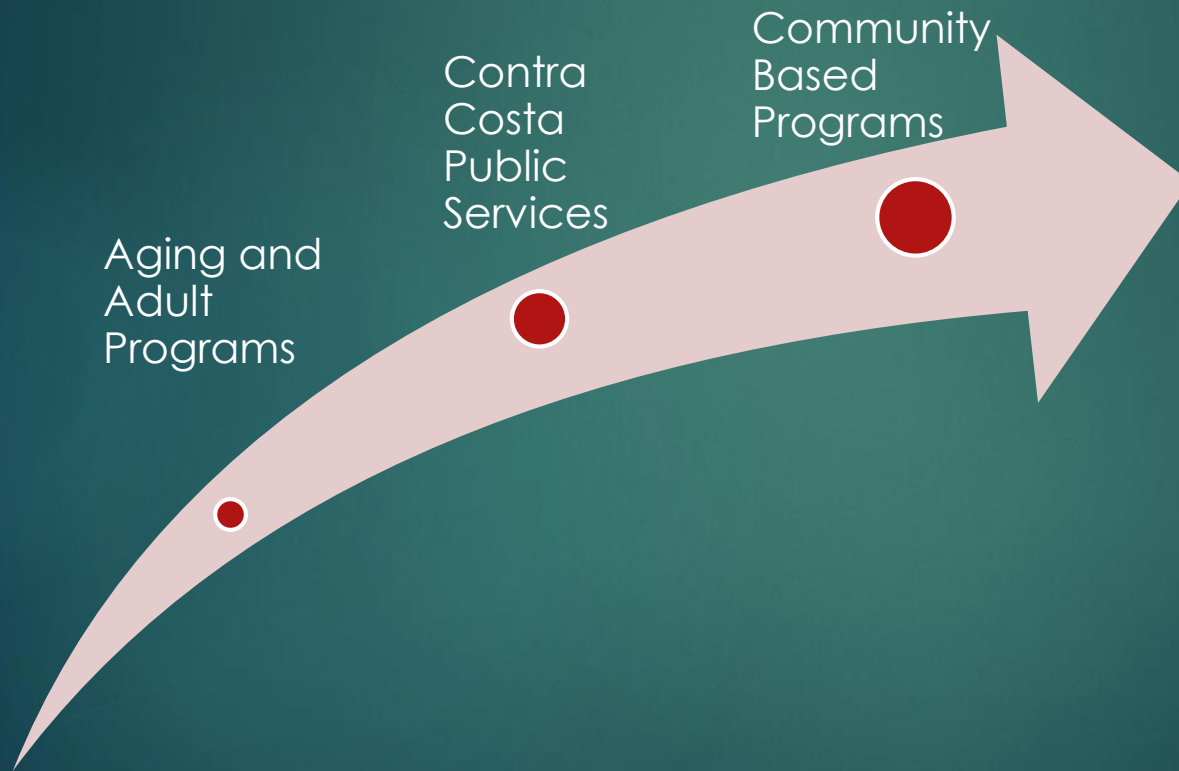 Aging and
Adult
Programs
Contra
Costa
Public
Services
Community
Based
Programs